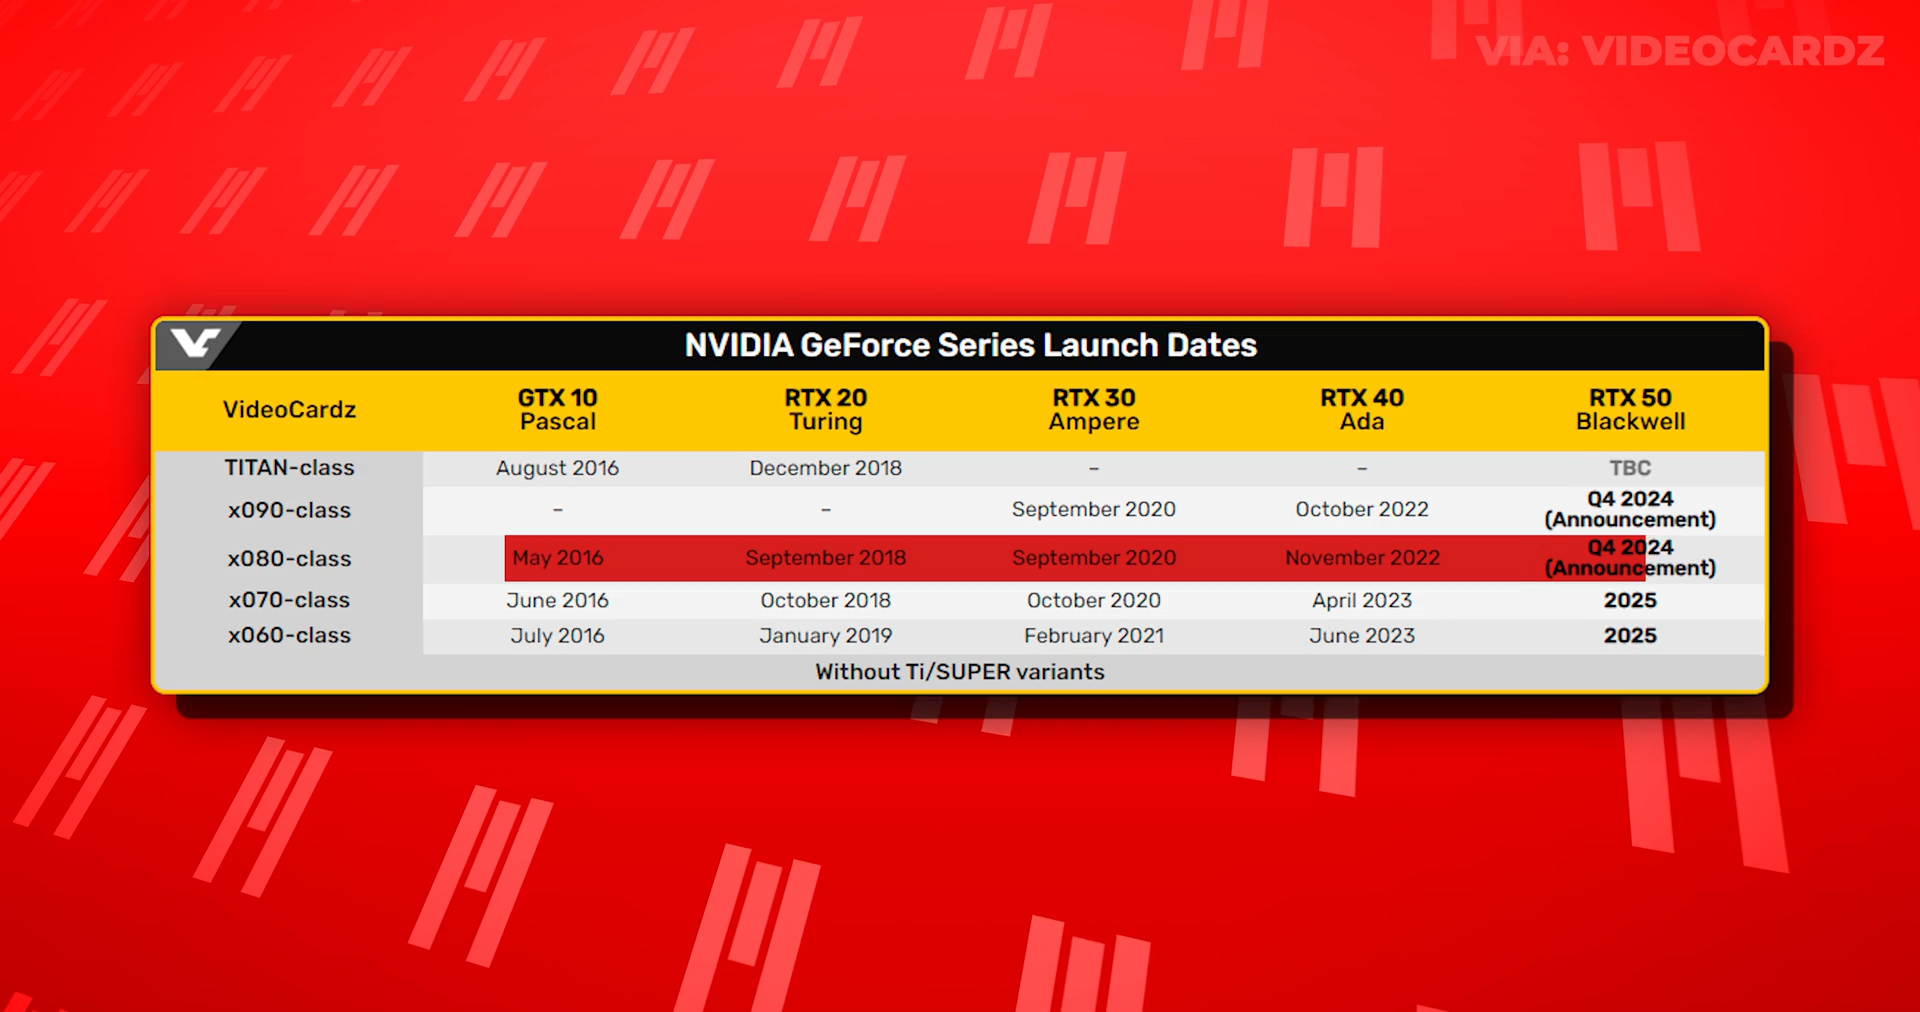 VIA: VIDEOCARDZ
NVIDIA GeForce Series Launch Dates
VideoCardz GTX 10 Pascal RTX 20 Turing RTX 30 Ampere RTX 40 Ada RTX 50 Blackwell
TITAN-class August 2016 December 2018 – – TBC
x090-class – – September 2020 October 2022 Q4 2024 (Announcement)
x080-class May 2016 September 2018 September 2020 November 2022 Q4 2024 (Announcement)
x070-class June 2016 October 2018 October 2020 April 2023 2025
x060-class July 2016 January 2019 February 2021 June 2023 2025
Without Ti/SUPER variants